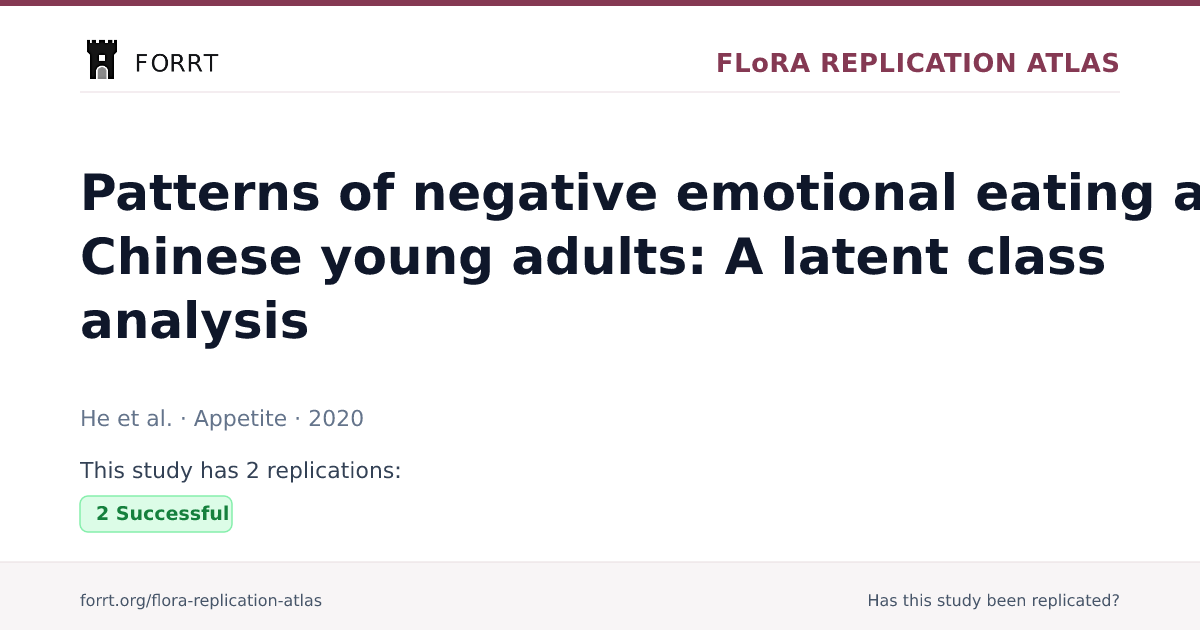 FORRT
FLoRA REPLICATION ATLAS
Patterns of negative emotional eating a
Chinese young adults: A latent class
analysis
He et al. · Appetite · 2020
This study has 2 replications:
2 Successful
forrt.org/flora-replication-atlas
Has this study been replicated?